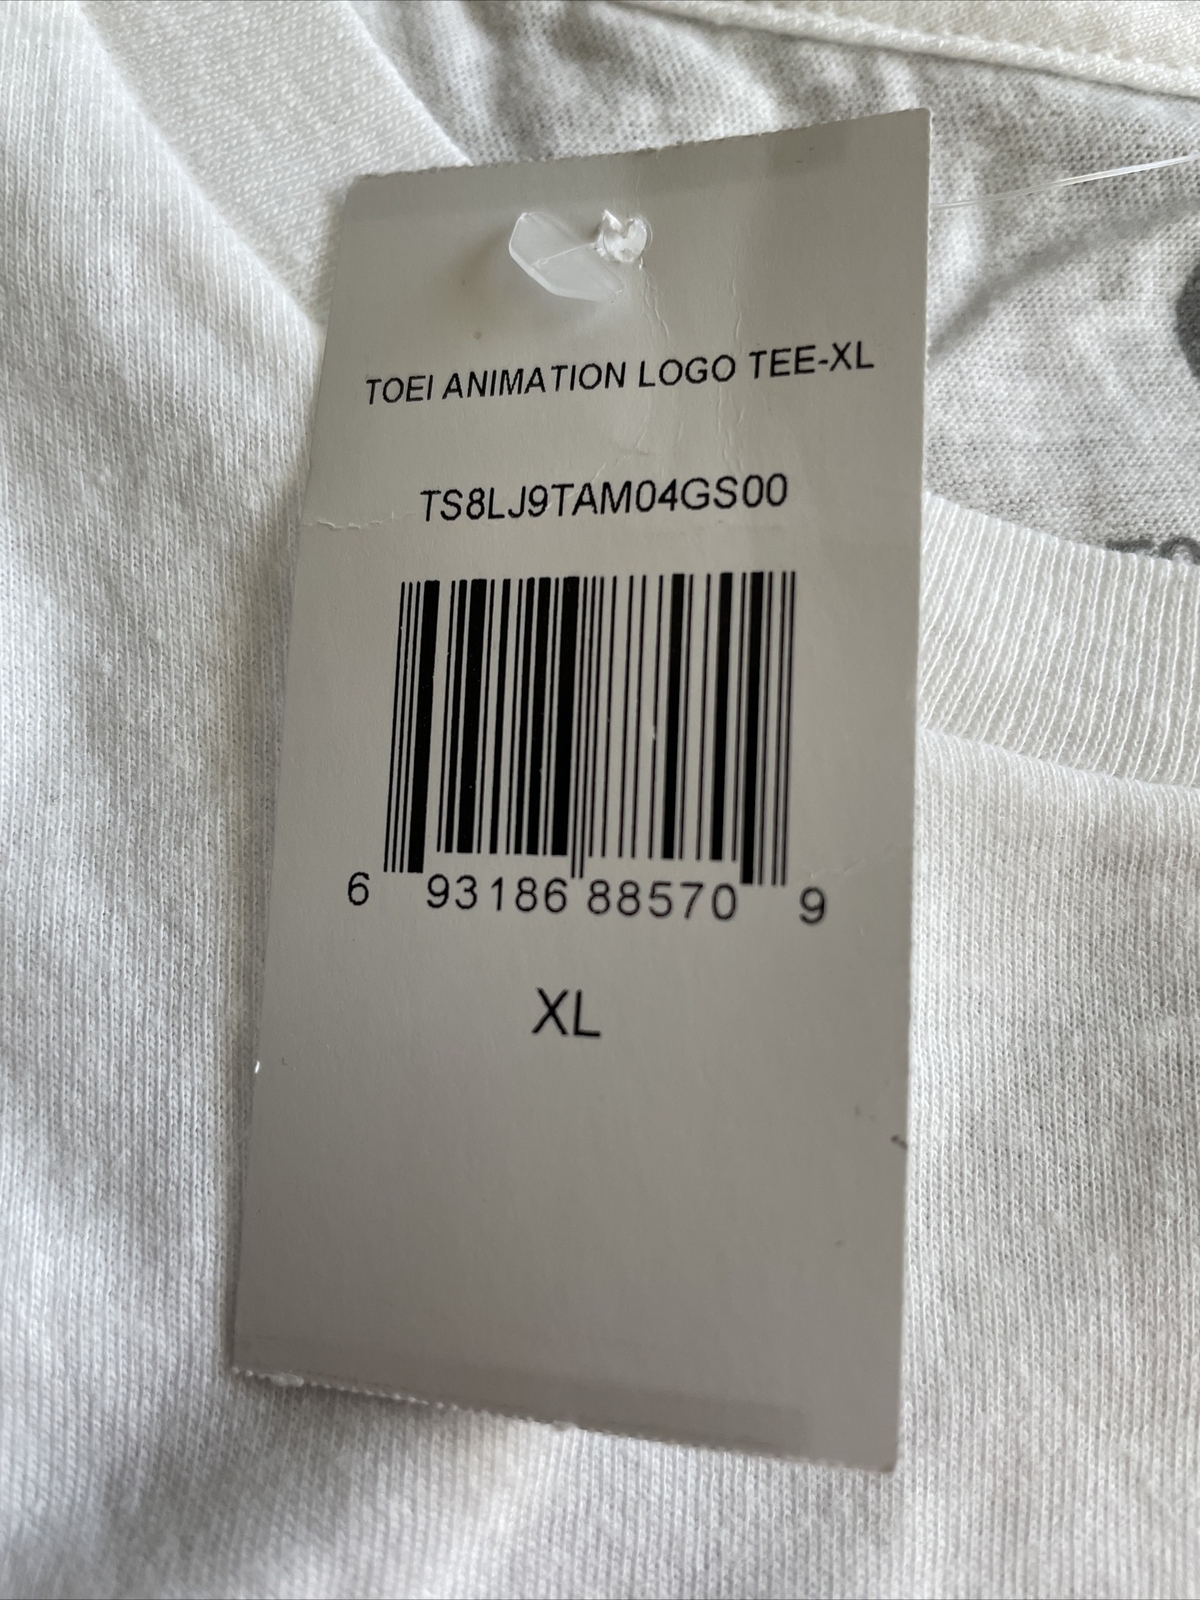 TOEI ANIMATION LOGO TEE-XL
TS8LJ9TAM04GS00
6 93186 88570 9
XL